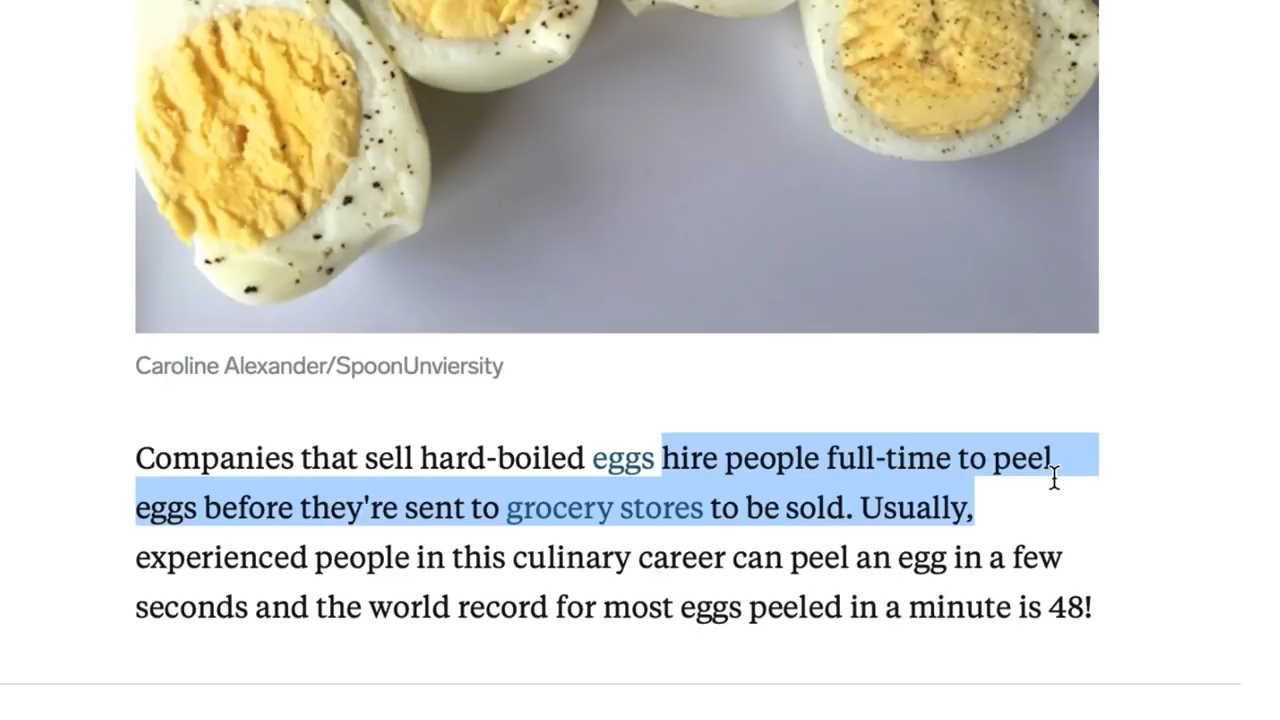 Caroline Alexander/SpoonUnviersity
Companies that sell hard-boiled eggs hire people full-time to peel
eggs before they're sent to grocery stores to be sold. Usually,
experienced people in this culinary career can peel an egg in a few
seconds and the world record for most eggs peeled in a minute is 48!